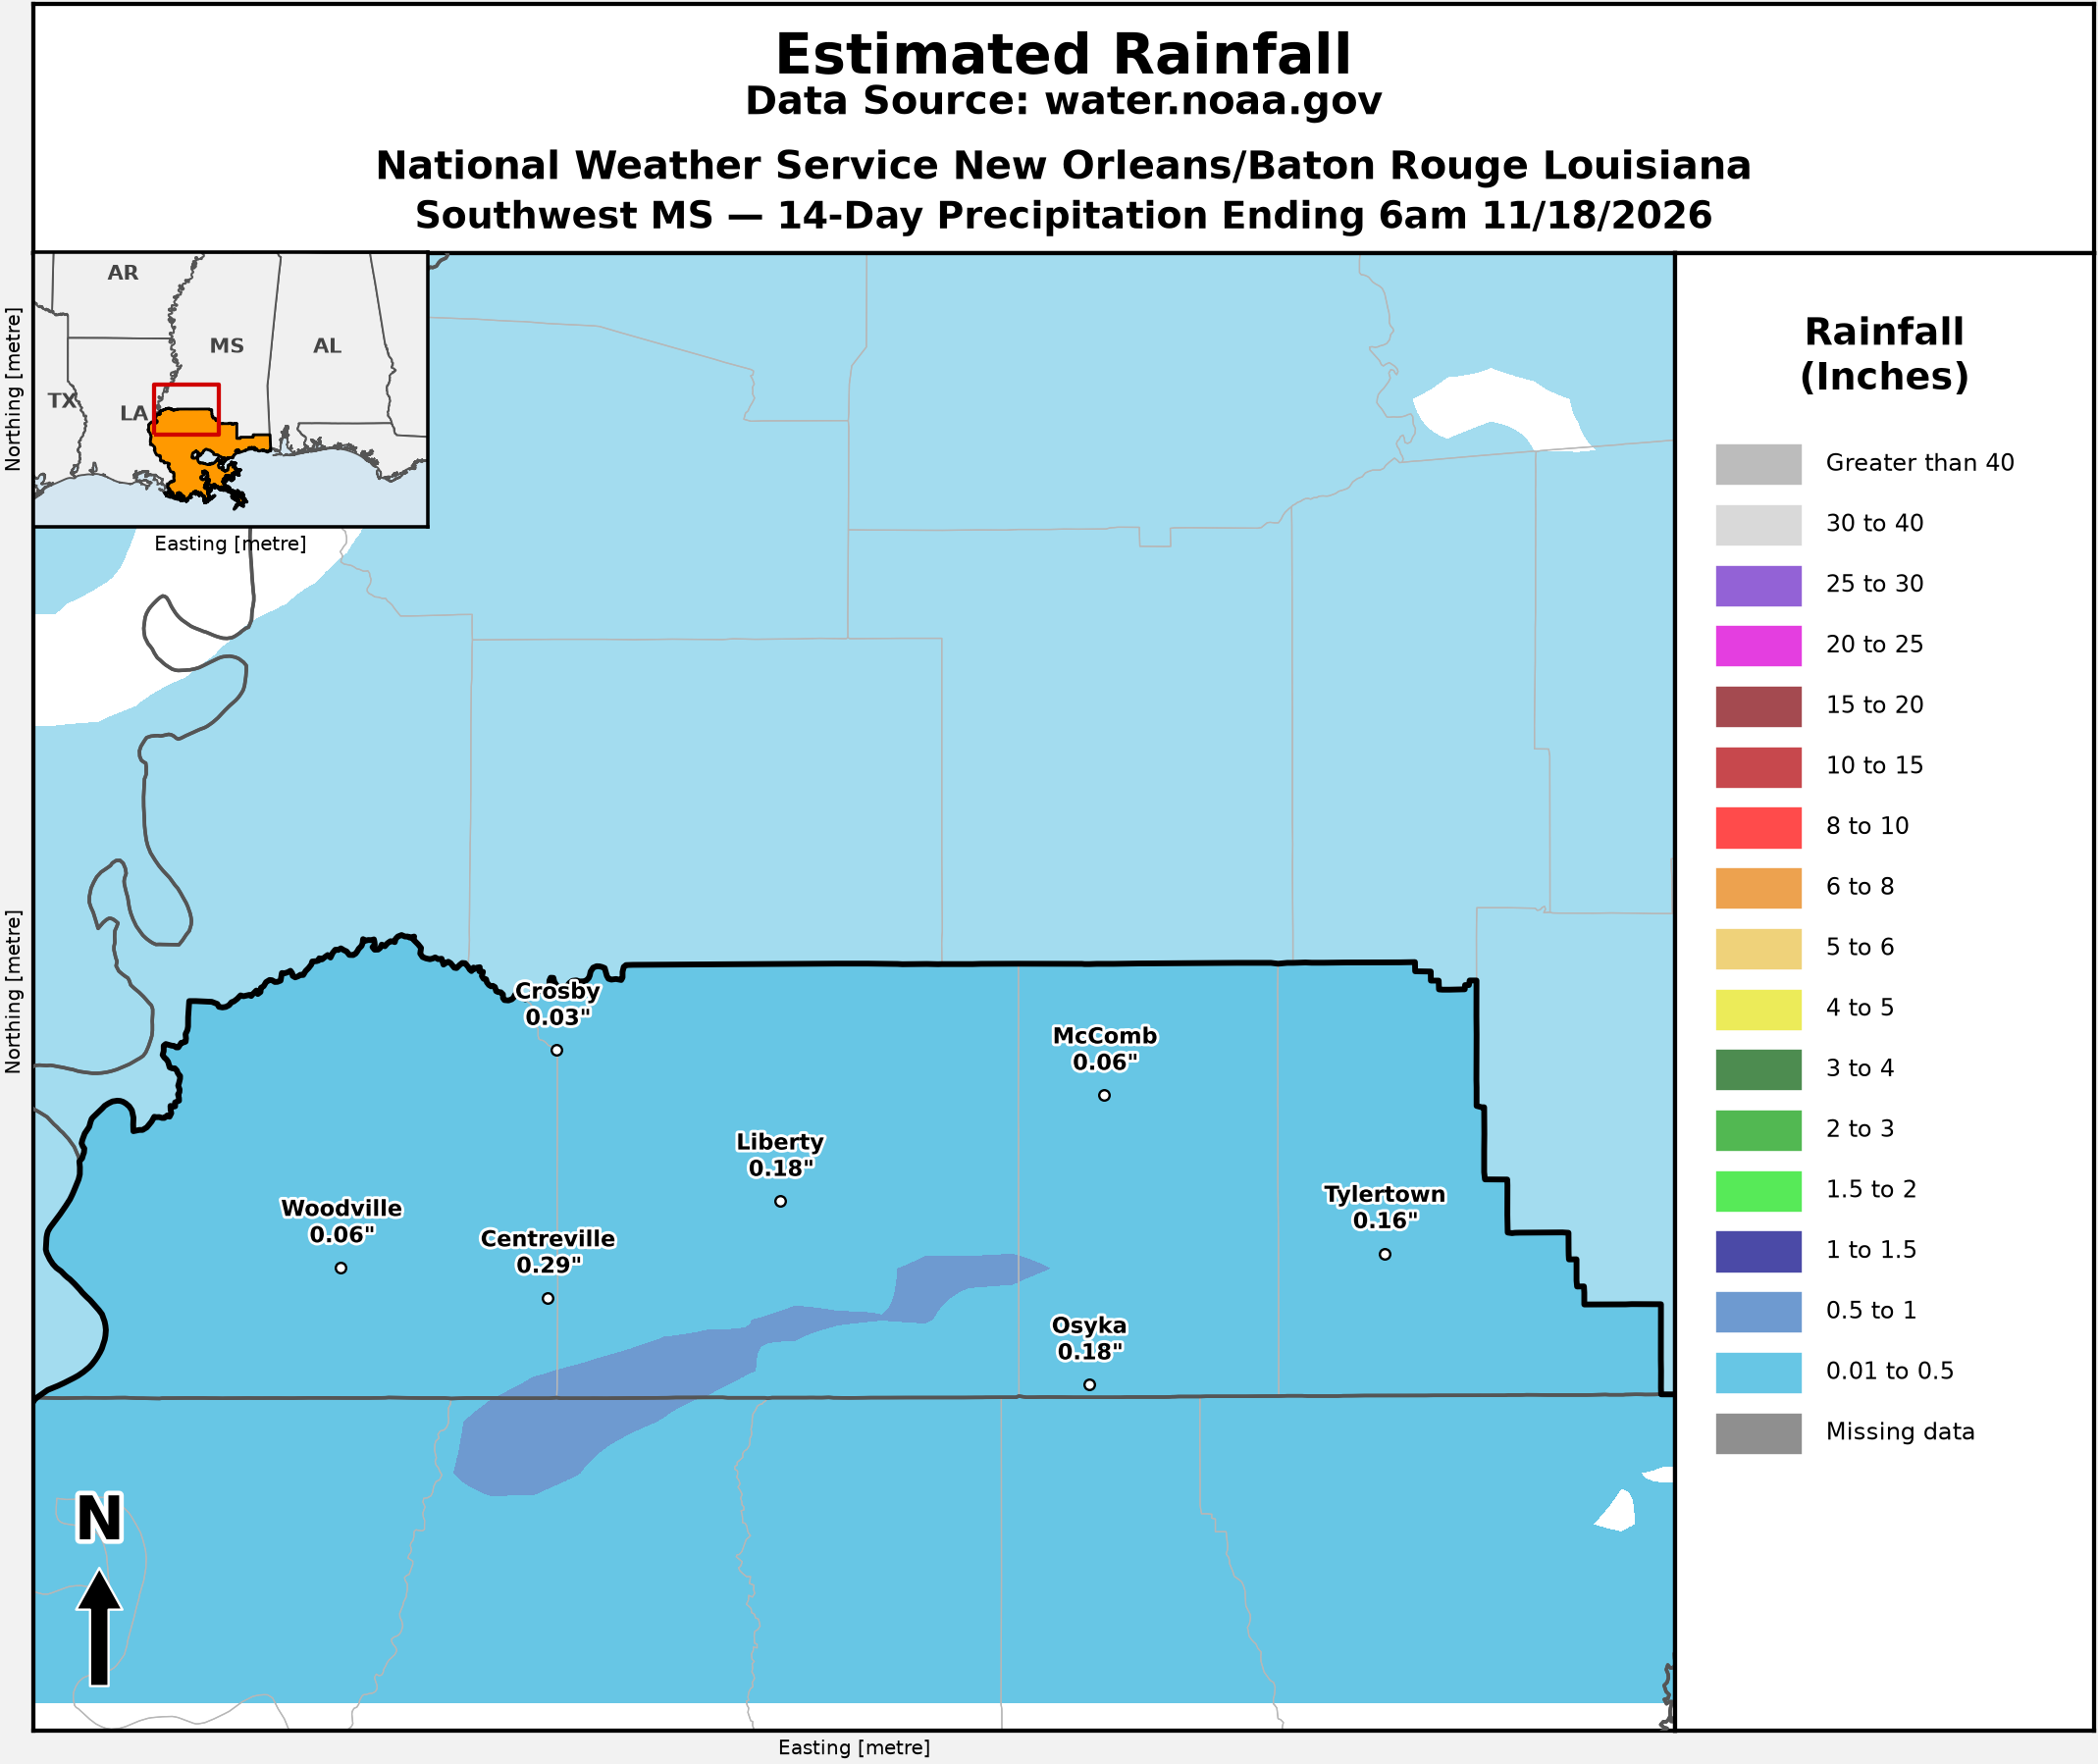 Estimated Rainfall
Data Source: water.noaa.gov
National Weather Service New Orleans/Baton Rouge Louisiana
Southwest MS — 14-Day Precipitation Ending 6am 11/18/2026
AR
MS
AL
TX
LA
Northing [metre]
Easting [metre]
Northing [metre]
Crosby
0.03"
McComb
0.06"
Liberty
0.18"
Tylertown
0.16"
Woodville
0.06"
Centreville
0.29"
Osyka
0.18"
N
Easting [metre]
Rainfall
(Inches)
Greater than 40
30 to 40
25 to 30
20 to 25
15 to 20
10 to 15
8 to 10
6 to 8
5 to 6
4 to 5
3 to 4
2 to 3
1.5 to 2
1 to 1.5
0.5 to 1
0.01 to 0.5
Missing data